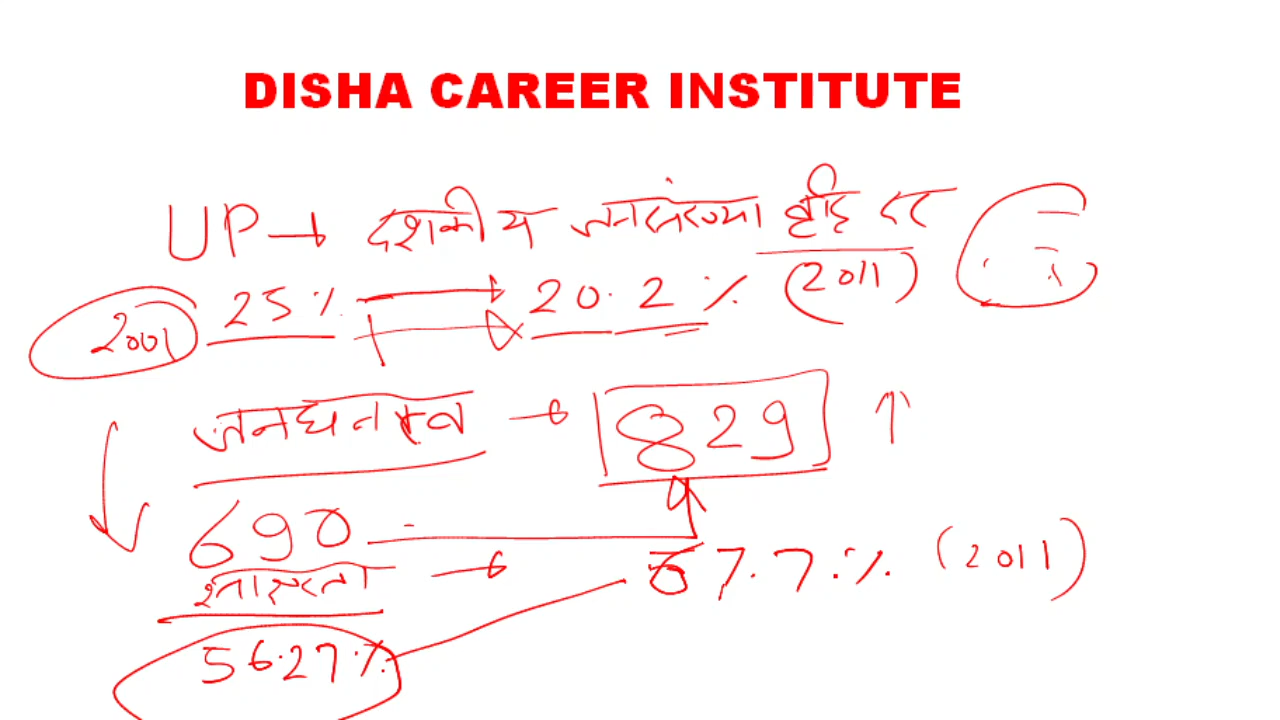 DISHA CAREER INSTITUTE
UP → दशकीय जनसंख्या वृद्धि दर
2001 25% → 20.2% (2011)
जनघनत्व → 829 ↑
690
साक्षरता → 67.7% (2011)
56.27%